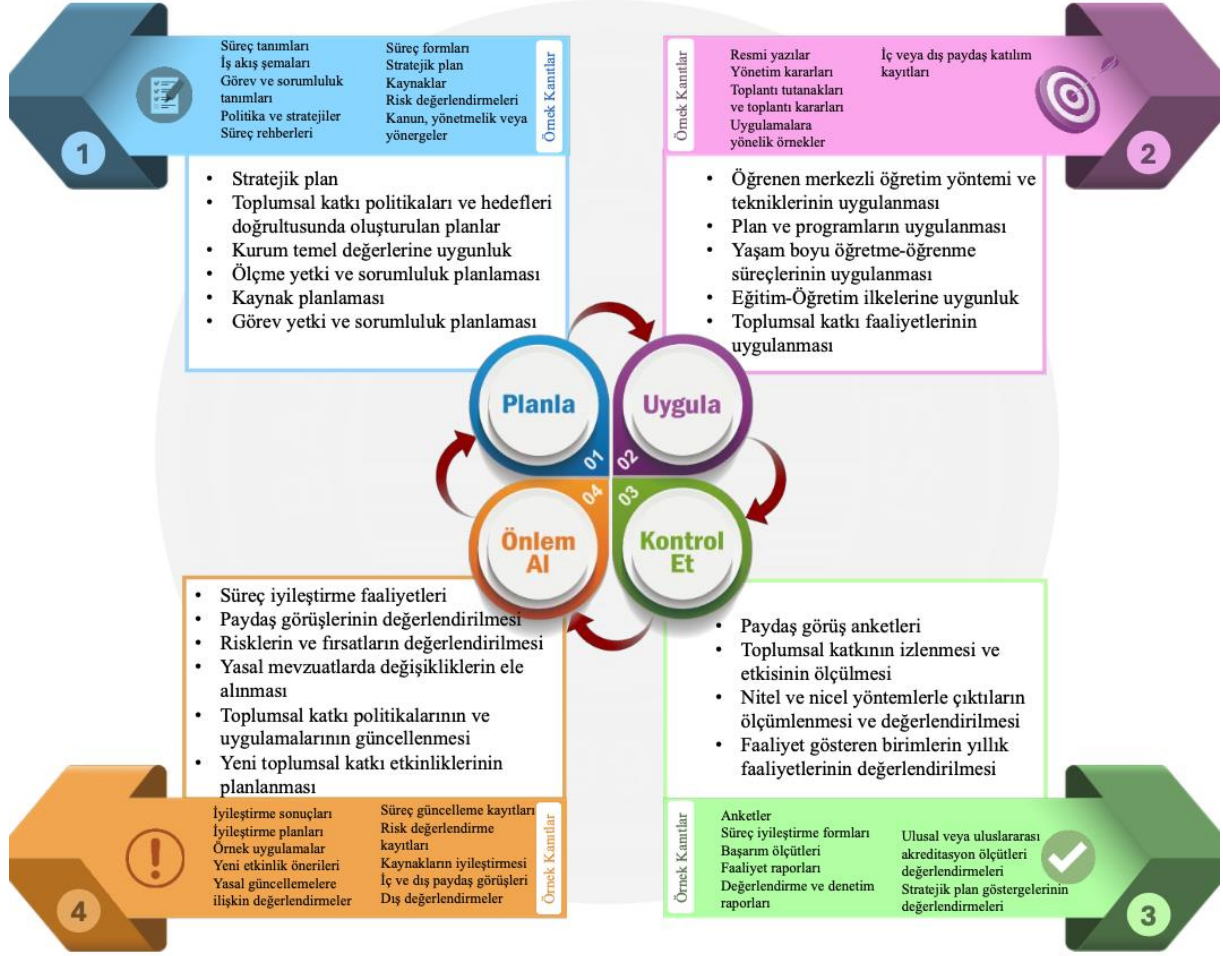 Süreç tanımları
İş akış şemaları
Görev ve sorumluluk
tanımları
Politika ve stratejiler
Süreç rehberleri
Süreç formları
Stratejik plan
Kaynaklar
Risk değerlendirmeleri
Kanun, yönetmelik veya
yönergeler
Örnek Kanıtlar
1
• Stratejik plan
• Toplumsal katkı politikaları ve hedefleri
doğrultusunda oluşturulan planlar
• Kurum temel değerlerine uygunluk
• Ölçme yetki ve sorumluluk planlaması
• Kaynak planlaması
• Görev yetki ve sorumluluk planlaması
Örnek Kanıtlar
Resmi yazılar
Yönetim kararları
Toplantı tutanakları
ve toplantı kararları
Uygulamalara
yönelik örnekler
İç veya dış paydaş katılım
kayıtları
2
• Öğrenen merkezli öğretim yöntemi ve
tekniklerinin uygulanması
• Plan ve programların uygulanması
• Yaşam boyu öğretme-öğrenme
süreçlerinin uygulanması
• Eğitim-Öğretim ilkelerine uygunluk
• Toplumsal katkı faaliyetlerinin
uygulanması
Planla
01
Uygula
02
Önlem
Al
04
Kontrol
Et
03
• Süreç iyileştirme faaliyetleri
• Paydaş görüşlerinin değerlendirilmesi
• Risklerin ve fırsatların değerlendirilmesi
• Yasal mevzuatlarda değişikliklerin ele
alınması
• Toplumsal katkı politikalarının ve
uygulamalarının güncellenmesi
• Yeni toplumsal katkı etkinliklerinin
planlanması
İyileştirme sonuçları
İyileştirme planları
Örnek uygulamalar
Yeni etkinlik önerileri
Yasal güncellemelere
ilişkin değerlendirmeler
Süreç güncelleme kayıtları
Risk değerlendirme
kayıtları
Kaynakların iyileştirmesi
İç ve dış paydaş görüşleri
Dış değerlendirmeler
Örnek Kanıtlar
4
• Paydaş görüş anketleri
• Toplumsal katkının izlenmesi ve
etkisinin ölçülmesi
• Nitel ve nicel yöntemlerle çıktıların
ölçümlenmesi ve değerlendirilmesi
• Faaliyet gösteren birimlerin yıllık
faaliyetlerinin değerlendirilmesi
Örnek Kanıtlar
Anketler
Süreç iyileştirme formları
Başarım ölçütleri
Faaliyet raporları
Değerlendirme ve denetim
raporları
Ulusal veya uluslararası
akreditasyon ölçütleri
değerlendirmeleri
Stratejik plan göstergelerinin
değerlendirmeleri
3